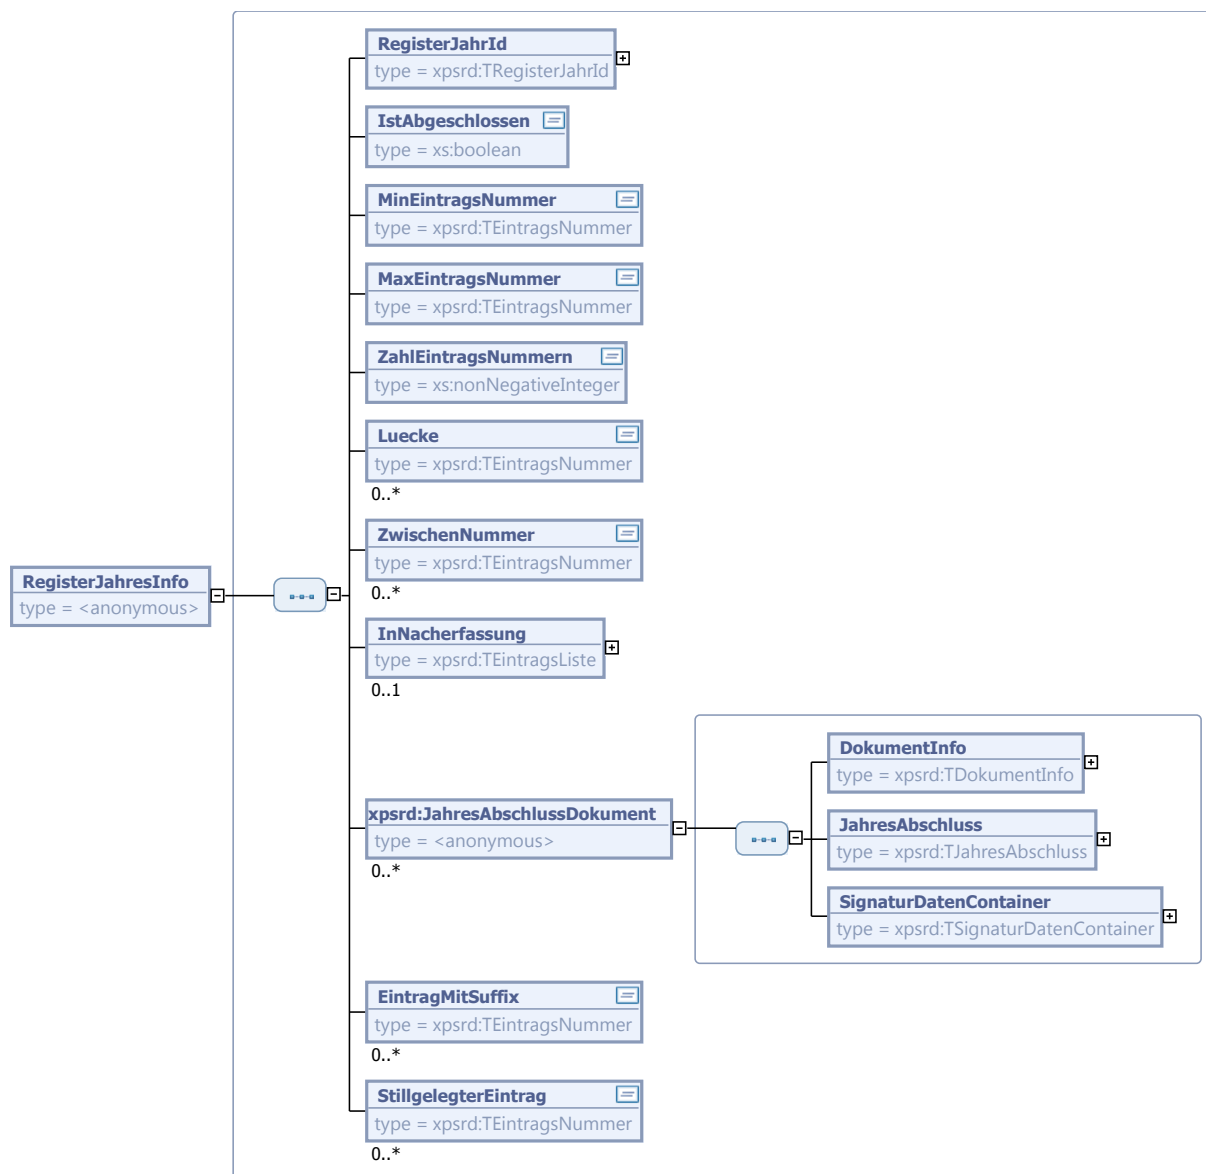 RegisterJahrId
type = xpsrd:TRegisterJahrId
IstAbgeschlossen
type = xs:boolean
MinEintragsNummer
type = xpsrd:TEintragsNummer
MaxEintragsNummer
type = xpsrd:TEintragsNummer
ZahlEintragsNummern
type = xs:nonNegativeInteger
Luecke
type = xpsrd:TEintragsNummer
0..*
ZwischenNummer
type = xpsrd:TEintragsNummer
0..*
RegisterJahresInfo
type = <anonymous>
InNacherfassung
type = xpsrd:TEintragsListe
0..1
xpsrd:JahresAbschlussDokument
type = <anonymous>
0..*
DokumentInfo
type = xpsrd:TDokumentInfo
JahresAbschluss
type = xpsrd:TJahresAbschluss
SignaturDatenContainer
type = xpsrd:TSignaturDatenContainer
EintragMitSuffix
type = xpsrd:TEintragsNummer
0..*
StillgelegterEintrag
type = xpsrd:TEintragsNummer
0..*